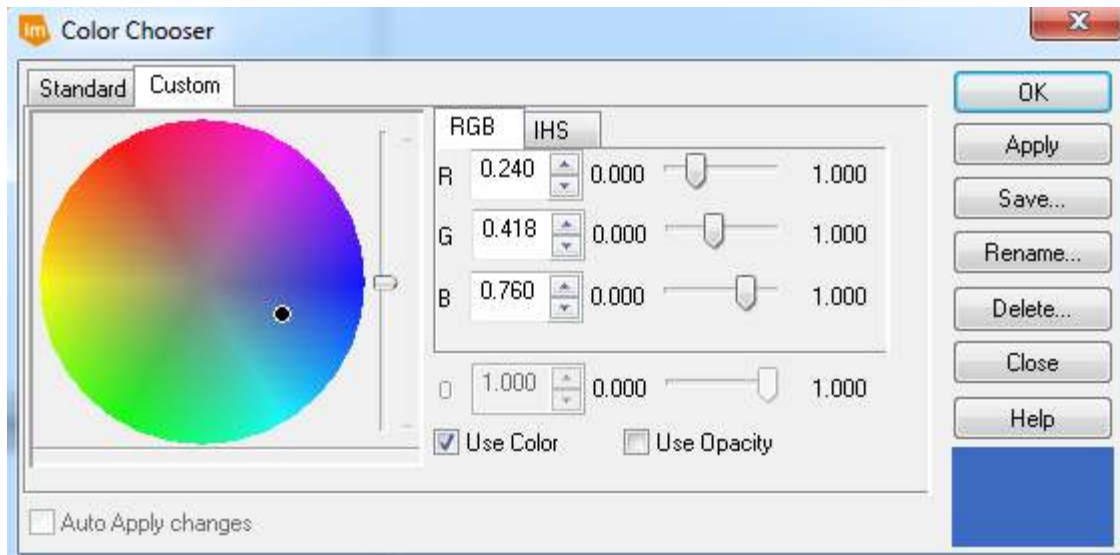 Im Color Chooser X
Standard Custom
RGB IHS
R 0.240 0.000 1.000
G 0.418 0.000 1.000
B 0.760 0.000 1.000
O 1.000 0.000 1.000
Use Color Use Opacity
Auto Apply changes
OK
Apply
Save...
Rename...
Delete...
Close
Help